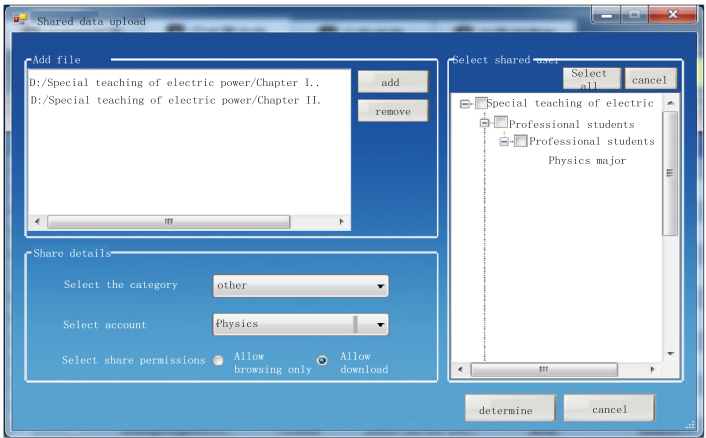 Shared data upload
Add file
D:/Special teaching of electric power/Chapter I..
D:/Special teaching of electric power/Chapter II.
add
remove
Select shared user
Select all
cancel
Special teaching of electric
Professional students
Professional students
Physics major
Share details
Select the category
other
Select account
Physics
Select share permissions
Allow
browsing only
Allow
download
determine
cancel